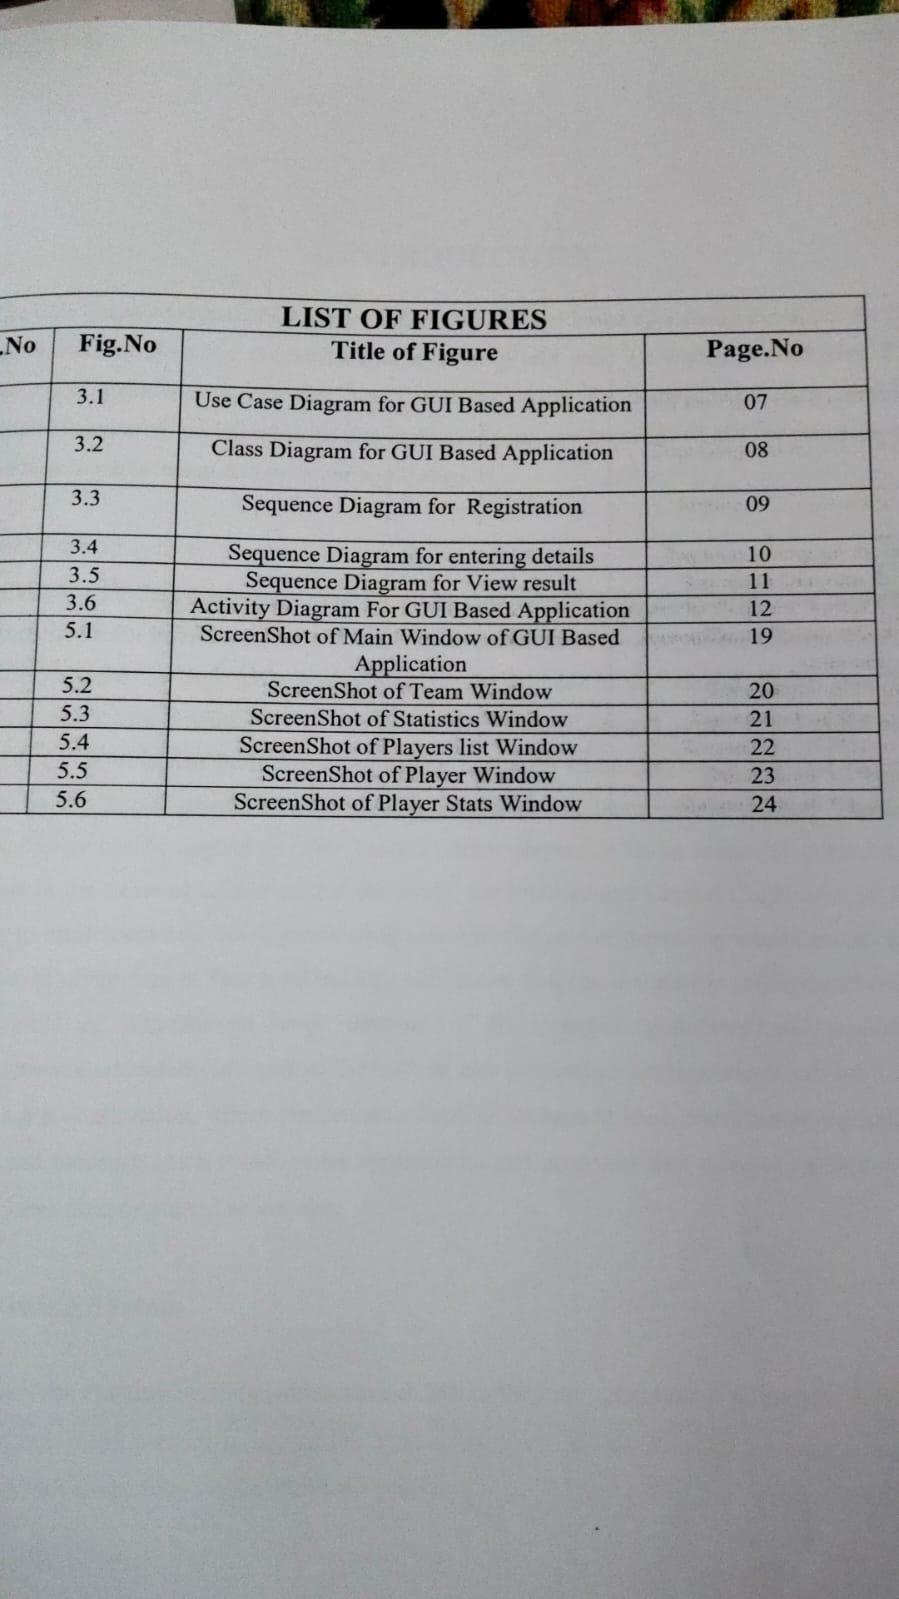 LIST OF FIGURES
.No Fig.No Title of Figure Page.No
3.1 Use Case Diagram for GUI Based Application 07
3.2 Class Diagram for GUI Based Application 08
3.3 Sequence Diagram for Registration 09
3.4 Sequence Diagram for entering details 10
3.5 Sequence Diagram for View result 11
3.6 Activity Diagram For GUI Based Application 12
5.1 ScreenShot of Main Window of GUI Based 19
Application
5.2 ScreenShot of Team Window 20
5.3 ScreenShot of Statistics Window 21
5.4 ScreenShot of Players list Window 22
5.5 ScreenShot of Player Window 23
5.6 ScreenShot of Player Stats Window 24